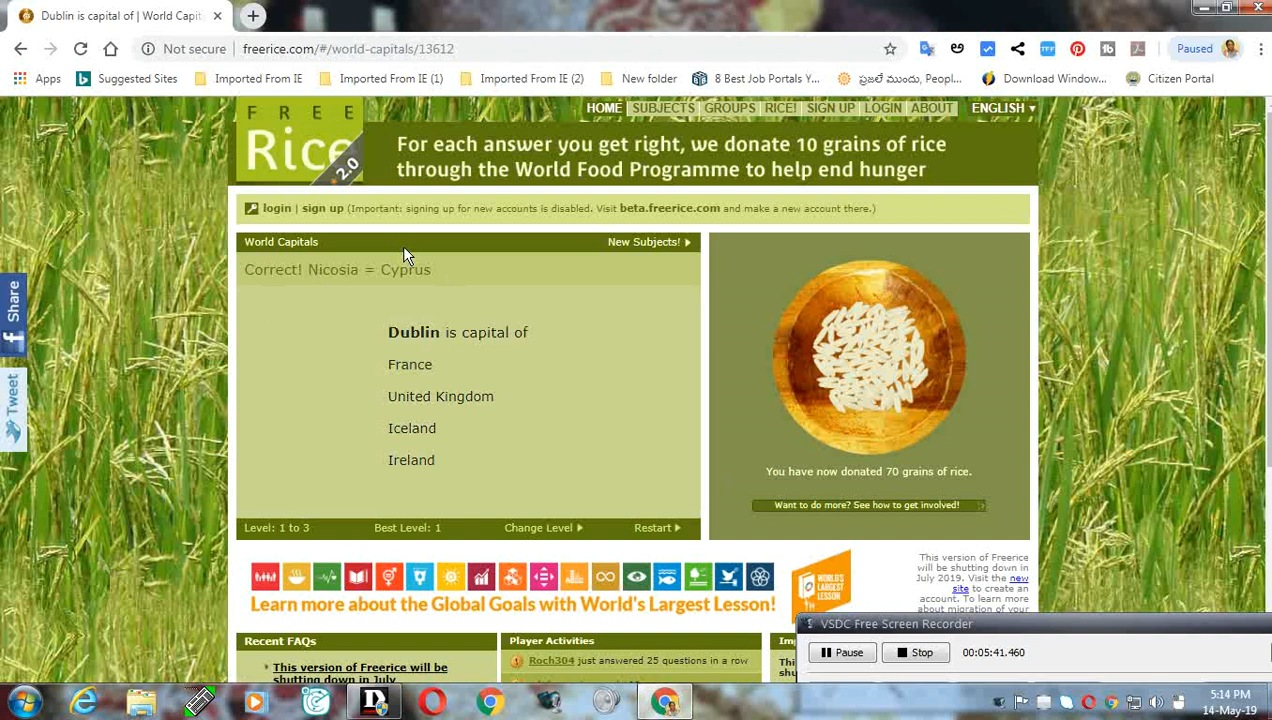 Dublin is capital of | World Capit
Not secure
freerice.com/#/world-capitals/13612
Paused
Apps
Suggested Sites
Imported From IE
Imported From IE (1)
Imported From IE (2)
New folder
8 Best Job Portals Y...
ప్రజలే ముందు, Peopl...
Download Window...
Citizen Portal
FREE
Rice
2.0
HOME SUBJECTS GROUPS RICE! SIGN UP LOGIN ABOUT ENGLISH
For each answer you get right, we donate 10 grains of rice
through the World Food Programme to help end hunger
login | sign up (Important: signing up for new accounts is disabled. Visit beta.freerice.com and make a new account there.)
World Capitals
New Subjects!
Correct! Nicosia = Cyprus
Dublin is capital of
France
United Kingdom
Iceland
Ireland
Level: 1 to 3
Best Level: 1
Change Level
Restart
You have now donated 70 grains of rice.
Want to do more? See how to get involved!
f Share
Tweet
Learn more about the Global Goals with World's Largest Lesson!
WORLD'S
LARGEST
LESSON
This version of Freerice
will be shutting down in
July 2019. Visit the new
site to create an
account. To learn more
about migration of your
Recent FAQs
This version of Freerice will be
shutting down in July
Player Activities
Roch304 just answered 25 questions in a row
Im
This
VSDC Free Screen Recorder
Pause
Stop
00:05:41.460
5:14 PM
14-May-19